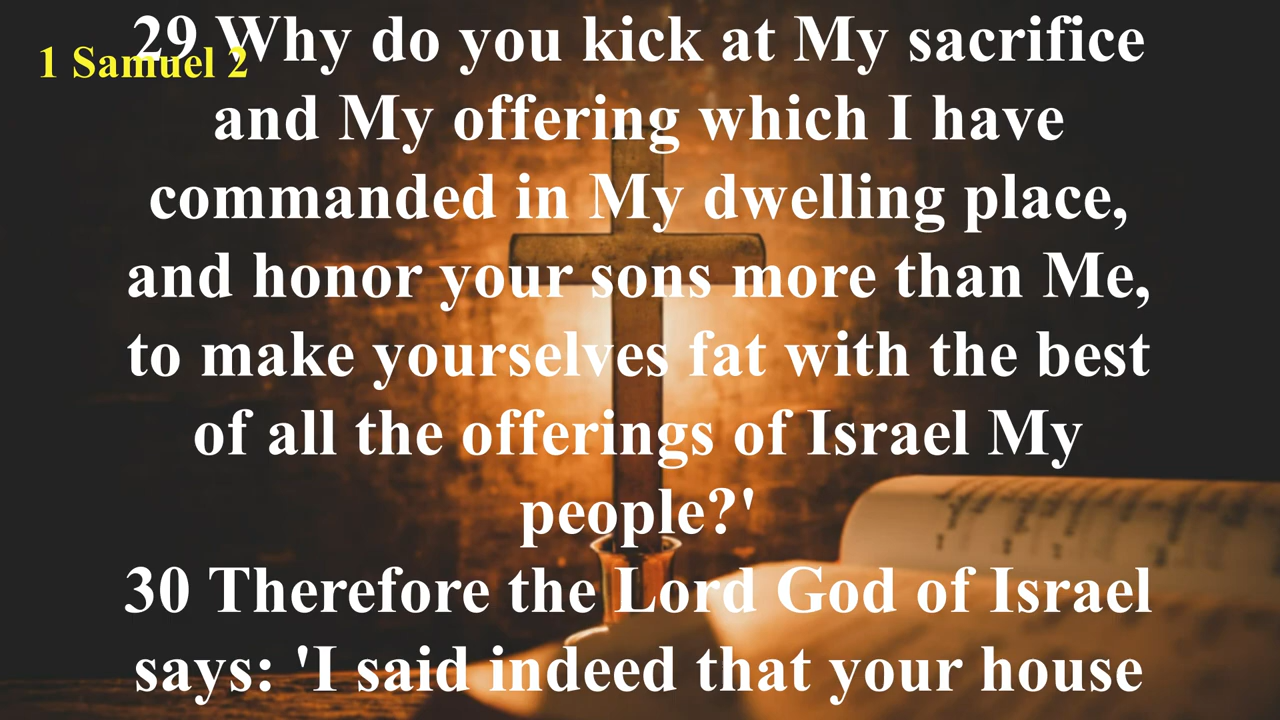 1 Samuel 2
29 Why do you kick at My sacrifice
and My offering which I have
commanded in My dwelling place,
and honor your sons more than Me,
to make yourselves fat with the best
of all the offerings of Israel My
people?'
30 Therefore the Lord God of Israel
says: 'I said indeed that your house